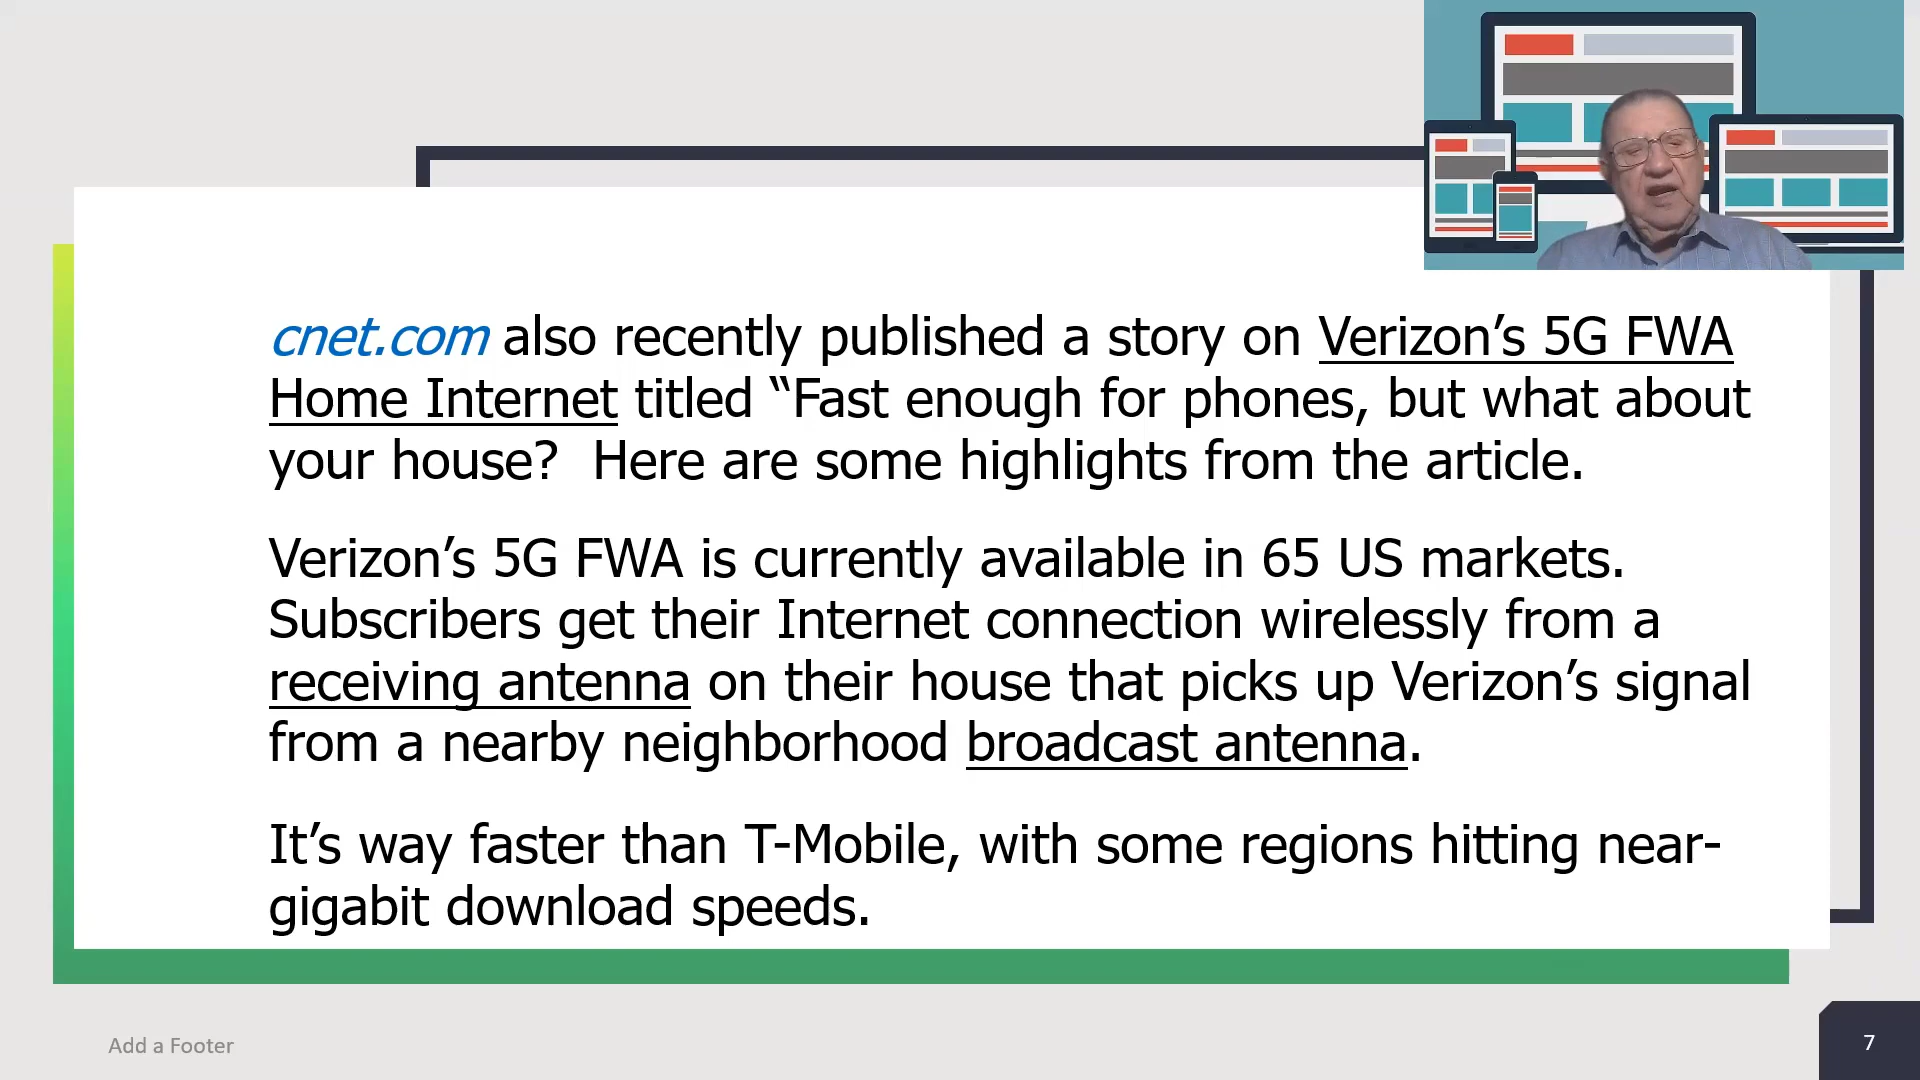 cnet.com also recently published a story on Verizon’s 5G FWA
Home Internet titled “Fast enough for phones, but what about
your house?  Here are some highlights from the article.
Verizon’s 5G FWA is currently available in 65 US markets.
Subscribers get their Internet connection wirelessly from a
receiving antenna on their house that picks up Verizon’s signal
from a nearby neighborhood broadcast antenna.
It’s way faster than T-Mobile, with some regions hitting near-
gigabit download speeds.
Add a Footer
7